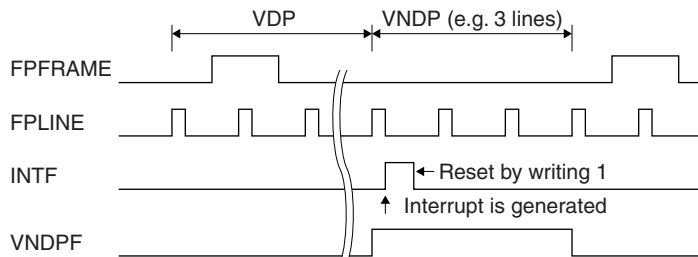 VDP
VNDP (e.g. 3 lines)
FPFRAME
FPLINE
INTF
Reset by writing 1
Interrupt is generated
VNDPF